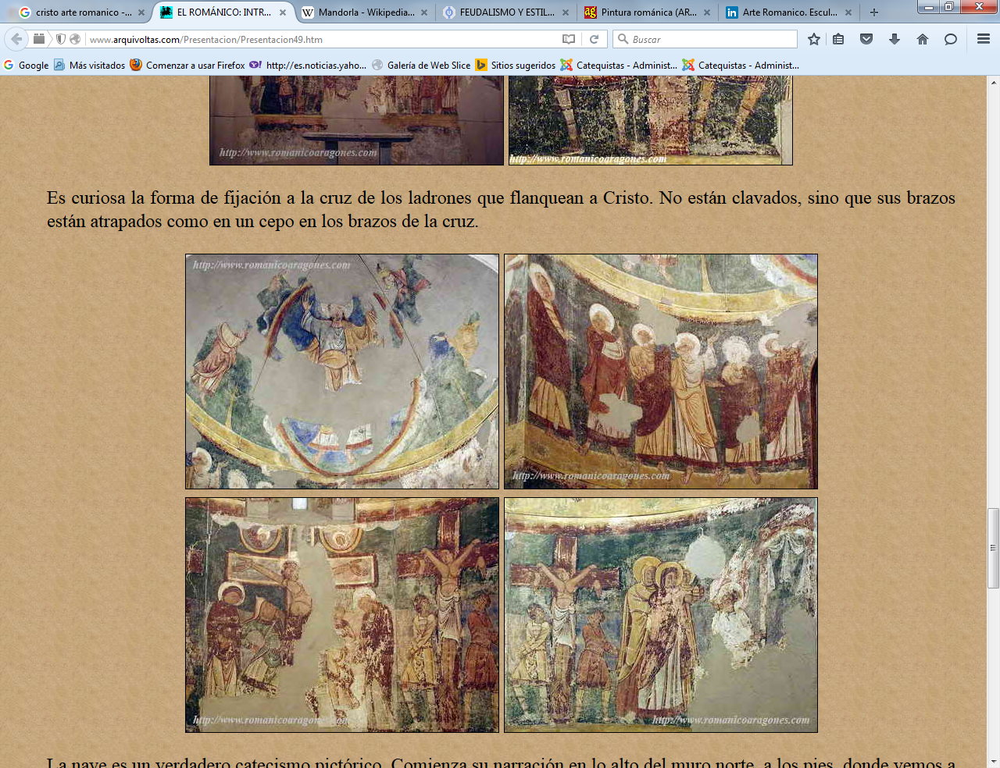 cristo arte romanico -...
EL ROMÁNICO: INTR...
Mandorla - Wikipedia...
FEUDALISMO Y ESTIL...
Pintura románica (AR...
Arte Romanico. Escul...
www.arquivoltas.com/Presentacion/Presentacion49.htm
Buscar
Google
Más visitados
Comenzar a usar Firefox
http://es.noticias.yaho...
Galería de Web Slice
Sitios sugeridos
Catequistas - Administ...
Catequistas - Administ...
http://www.romanicoaragones.com
http://www.romanicoaragones.com
Es curiosa la forma de fijación a la cruz de los ladrones que flanquean a Cristo. No están clavados, sino que sus brazos
están atrapados como en un cepo en los brazos de la cruz.
http://www.romanicoaragones.com
http://www.romanicoaragones.com
http://www.romanicoaragones.com
http://www.romanicoaragones.com
La nave es un verdadero catecismo pictórico. Comienza su narración en lo alto del muro norte, a los pies, donde vemos a